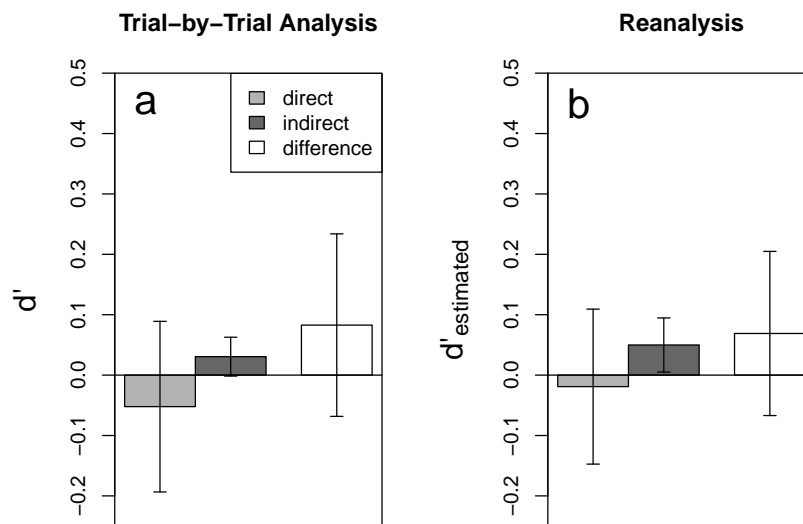 Trial−by−Trial Analysis
a
direct
indirect
difference
d'
0.5
0.4
0.3
0.2
0.1
0.0
−0.1
−0.2
Reanalysis
b
d'estimated
0.5
0.4
0.3
0.2
0.1
0.0
−0.1
−0.2